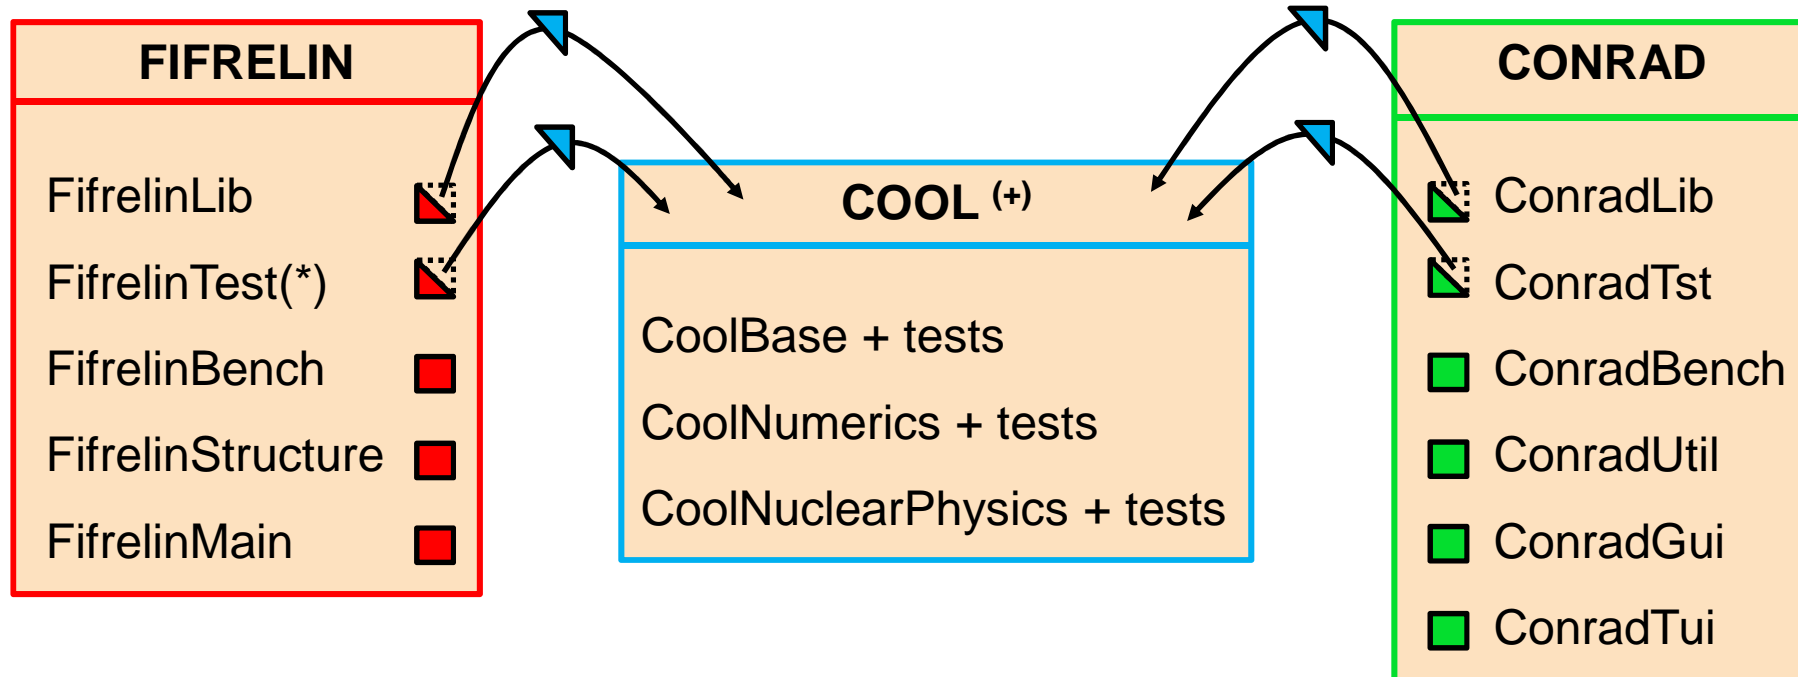 FIFRELIN
FifrelinLib
FifrelinTest(*)
FifrelinBench
FifrelinStructure
FifrelinMain
COOL (+)
CoolBase + tests
CoolNumerics + tests
CoolNuclearPhysics + tests
CONRAD
ConradLib
ConradTst
ConradBench
ConradUtil
ConradGui
ConradTui